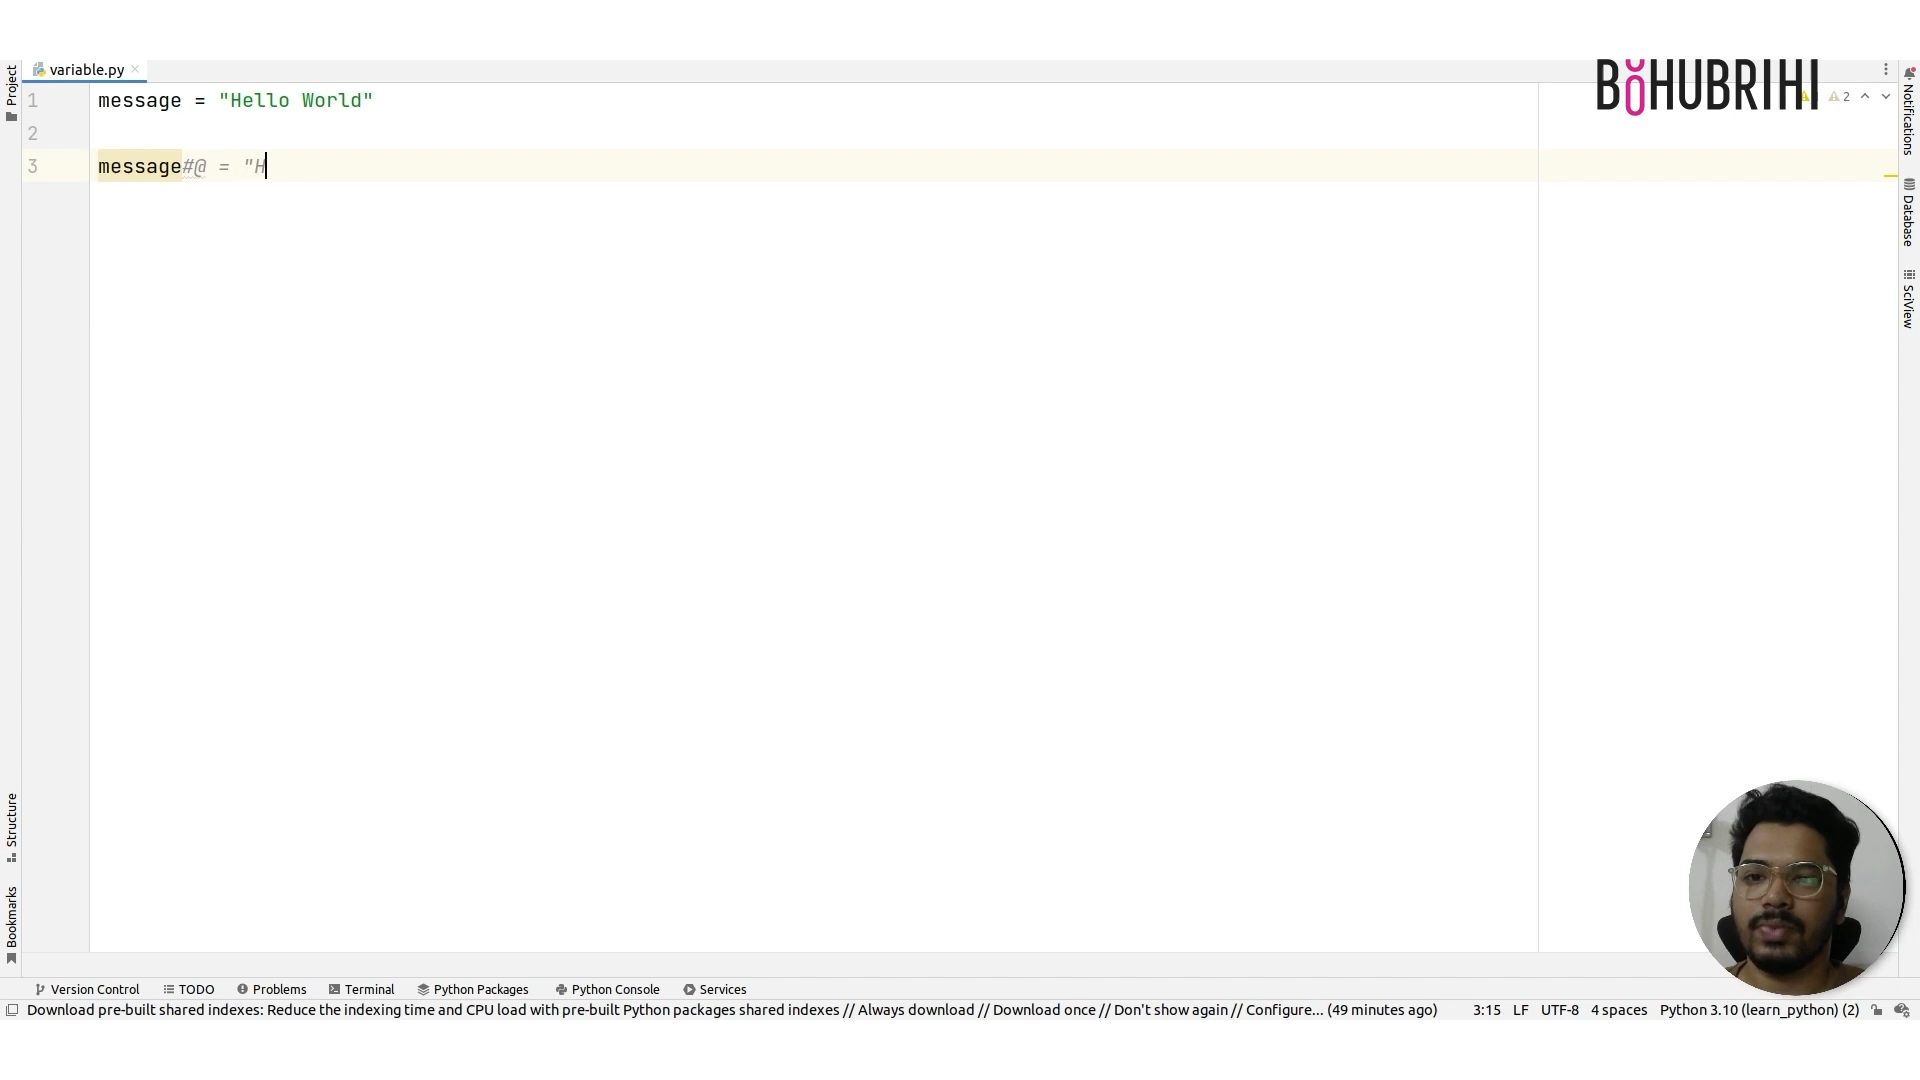 Project
variable.py
BOHUBRIHI
2
Notifications
1 message = "Hello World"
2
3 message#@ = "H
Database
SciView
Structure
Bookmarks
Version Control TODO Problems Terminal Python Packages Python Console Services
Download pre-built shared indexes: Reduce the indexing time and CPU load with pre-built Python packages shared indexes // Always download // Download once // Don't show again // Configure... (49 minutes ago) 3:15 LF UTF-8 4 spaces Python 3.10 (learn_python) (2)